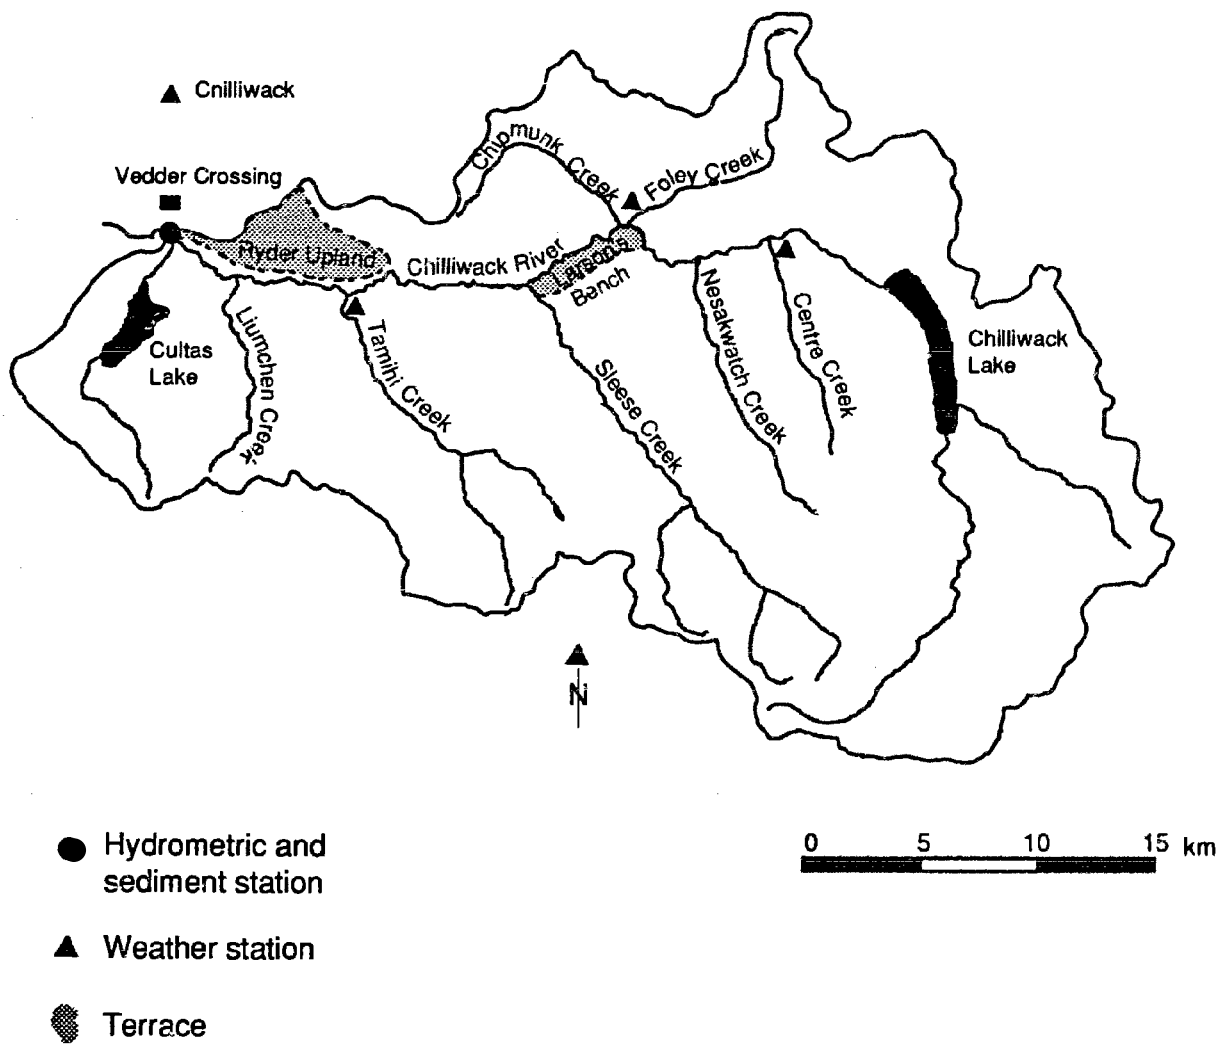 Cnilliwack
Vedder Crossing
Chipmunk Creek
Foley Creek
Ryder Upland
Chilliwack River
Larson's
Bench
Cultas
Lake
Liumchen Creek
Tamihi Creek
Sleese Creek
Nesakwatch Creek
Centre Creek
Chilliwack
Lake
N
Hydrometric and
sediment station
0 5 10 15 km
Weather station
Terrace